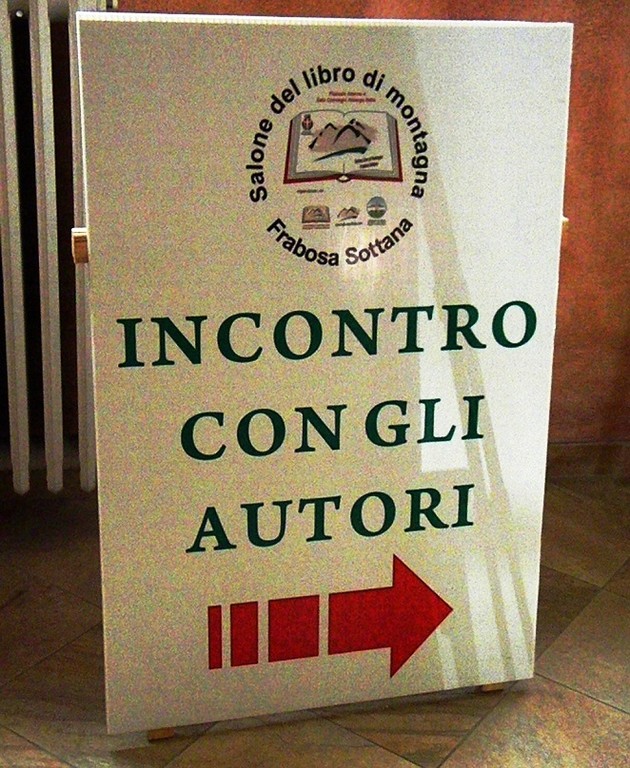 Salone del libro di montagna
Frabosa Sottana
INCONTRO
CON GLI
AUTORI